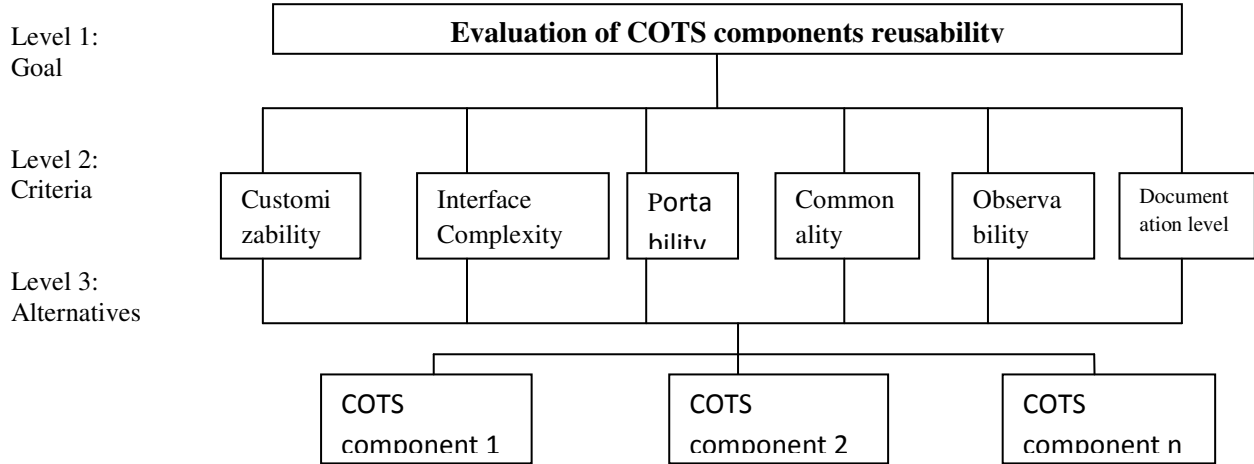 Evaluation of COTS components reusability
Level 1:
Goal
Level 2:
Criteria
Customi
zability
Interface
Complexity
Porta
bility
Common
ality
Observa
bility
Document
ation level
Level 3:
Alternatives
COTS
component 1
COTS
component 2
COTS
component n